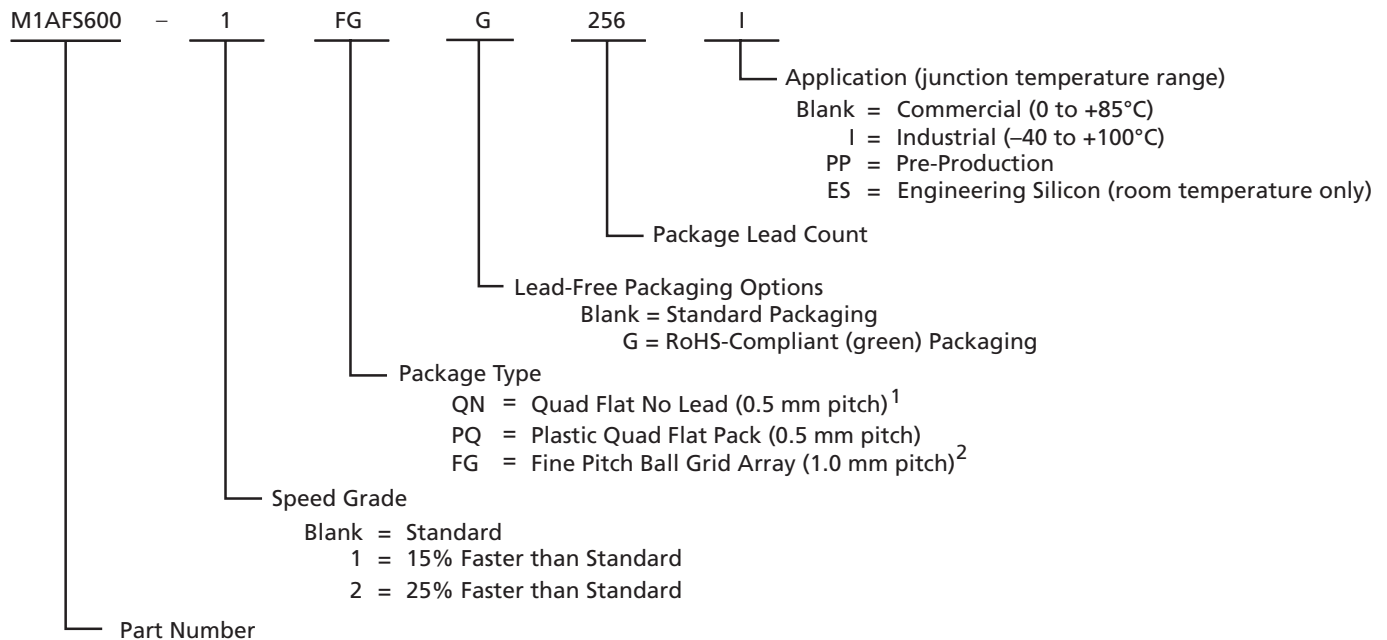 M1AFS600 – 1 FG G 256 I
Application (junction temperature range)
Blank = Commercial (0 to +85°C)
I = Industrial (–40 to +100°C)
PP = Pre-Production
ES = Engineering Silicon (room temperature only)
Package Lead Count
Lead-Free Packaging Options
Blank = Standard Packaging
G = RoHS-Compliant (green) Packaging
Package Type
QN = Quad Flat No Lead (0.5 mm pitch)1
PQ = Plastic Quad Flat Pack (0.5 mm pitch)
FG = Fine Pitch Ball Grid Array (1.0 mm pitch)2
Speed Grade
Blank = Standard
1 = 15% Faster than Standard
2 = 25% Faster than Standard
Part Number